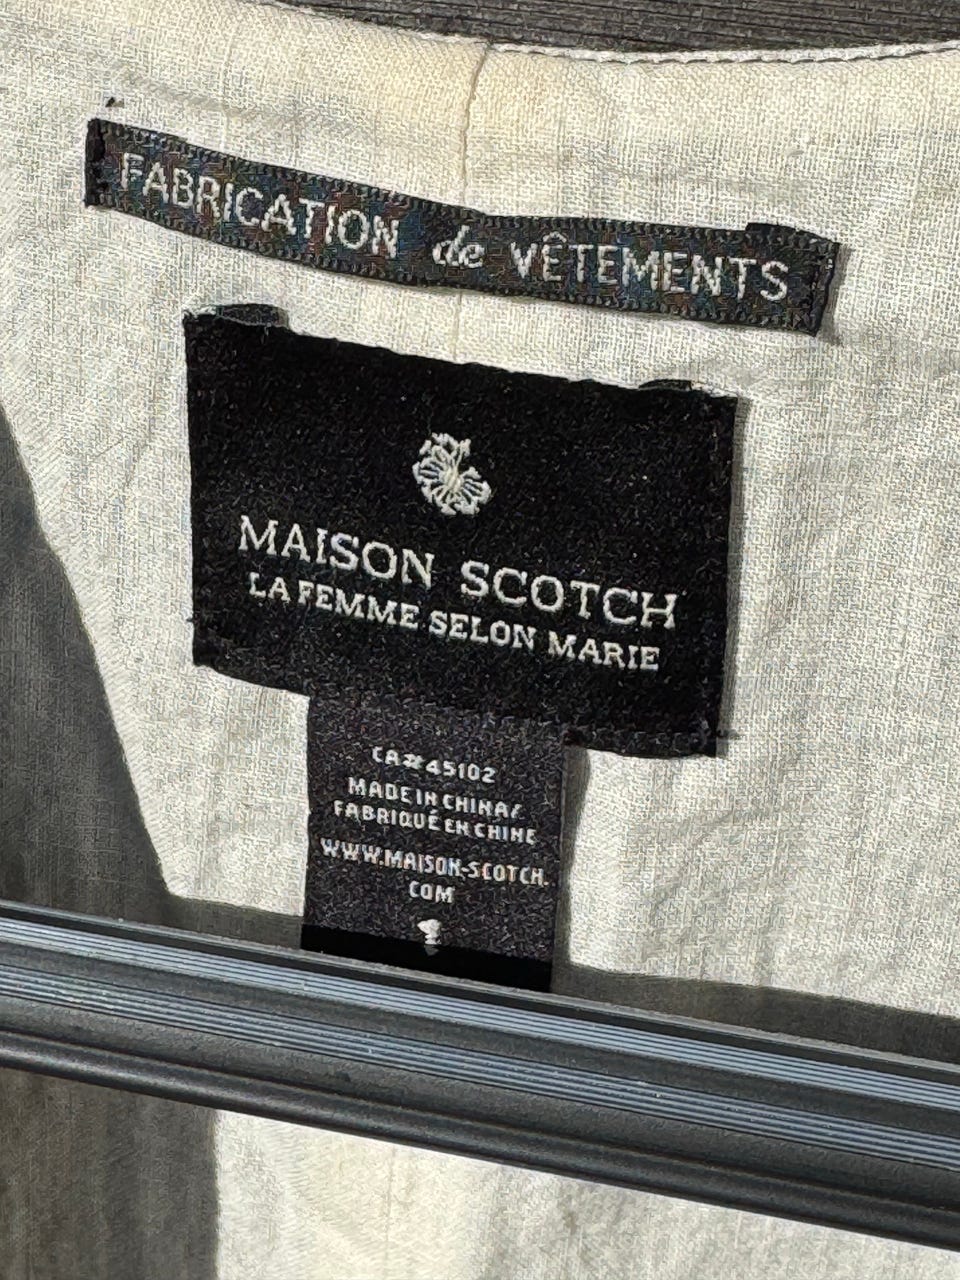 FABRICATION de VÊTEMENTS
MAISON SCOTCH
LA FEMME SELON MARIE
CA#45102
MADE IN CHINA/
FABRIQUÉ EN CHINE
WWW.MAISON-SCOTCH.
COM